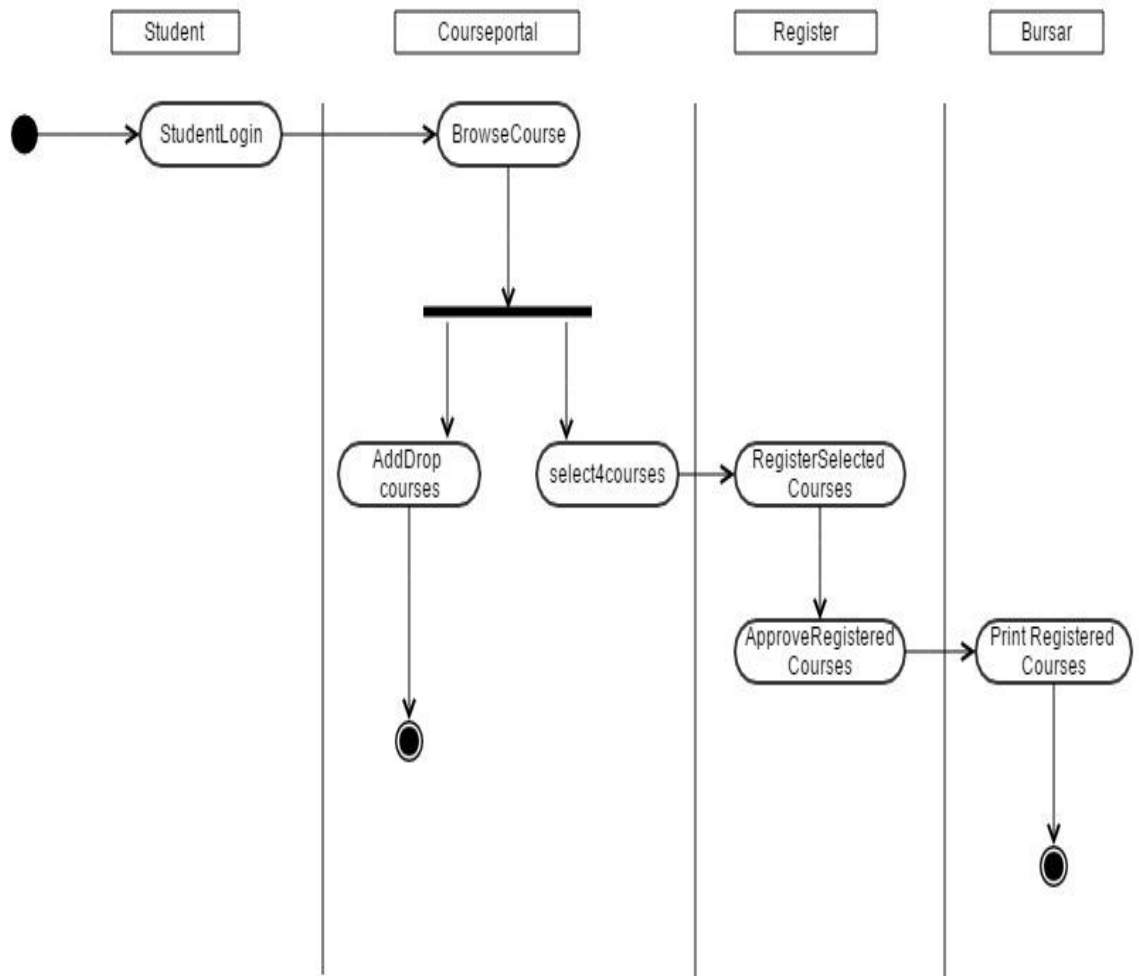 Student
Courseportal
Register
Bursar
StudentLogin
BrowseCourse
AddDrop
courses
select4courses
RegisterSelected
Courses
ApproveRegistered
Courses
Print Registered
Courses